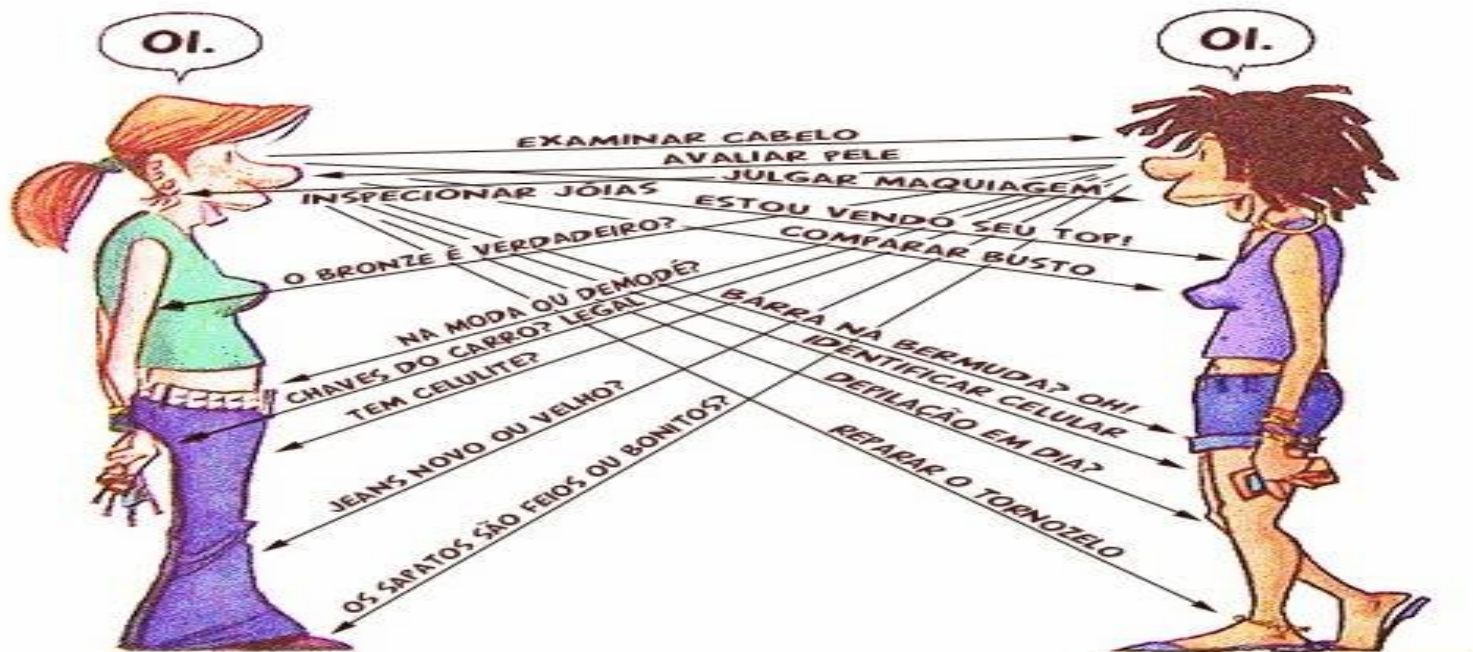 OI.
OI.
EXAMINAR CABELO
AVALIAR PELE
JULGAR MAQUIAGEM
INSPECIONAR JÓIAS
ESTOU VENDO SEU TOP!
O BRONZE É VERDADEIRO?
COMPARAR BUSTO
NA MODA OU DEMODÉ?
BARRA NA BERMUDA? OH!
CHAVES DO CARRO? LEGAL
IDENTIFICAR CELULAR
TEM CELULITE?
DEPILAÇÃO EM DIA?
JEANS NOVO OU VELHO?
REPARAR O TORNOZELO
OS SAPATOS SÃO FEIOS OU BONITOS?